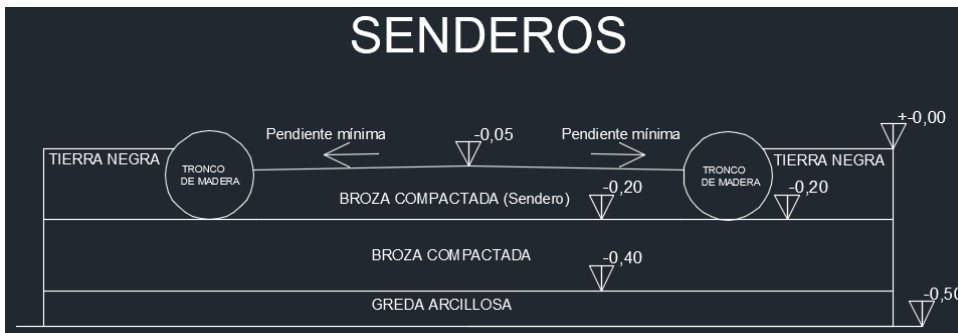 SENDEROS
+-0,00
Pendiente mínima
-0,05
Pendiente mínima
TIERRA NEGRA
TRONCO
DE MADERA
TRONCO
DE MADERA
TIERRA NEGRA
BROZA COMPACTADA (Sendero)
-0,20
-0,20
BROZA COMPACTADA
-0,40
GREDA ARCILLOSA
-0,50